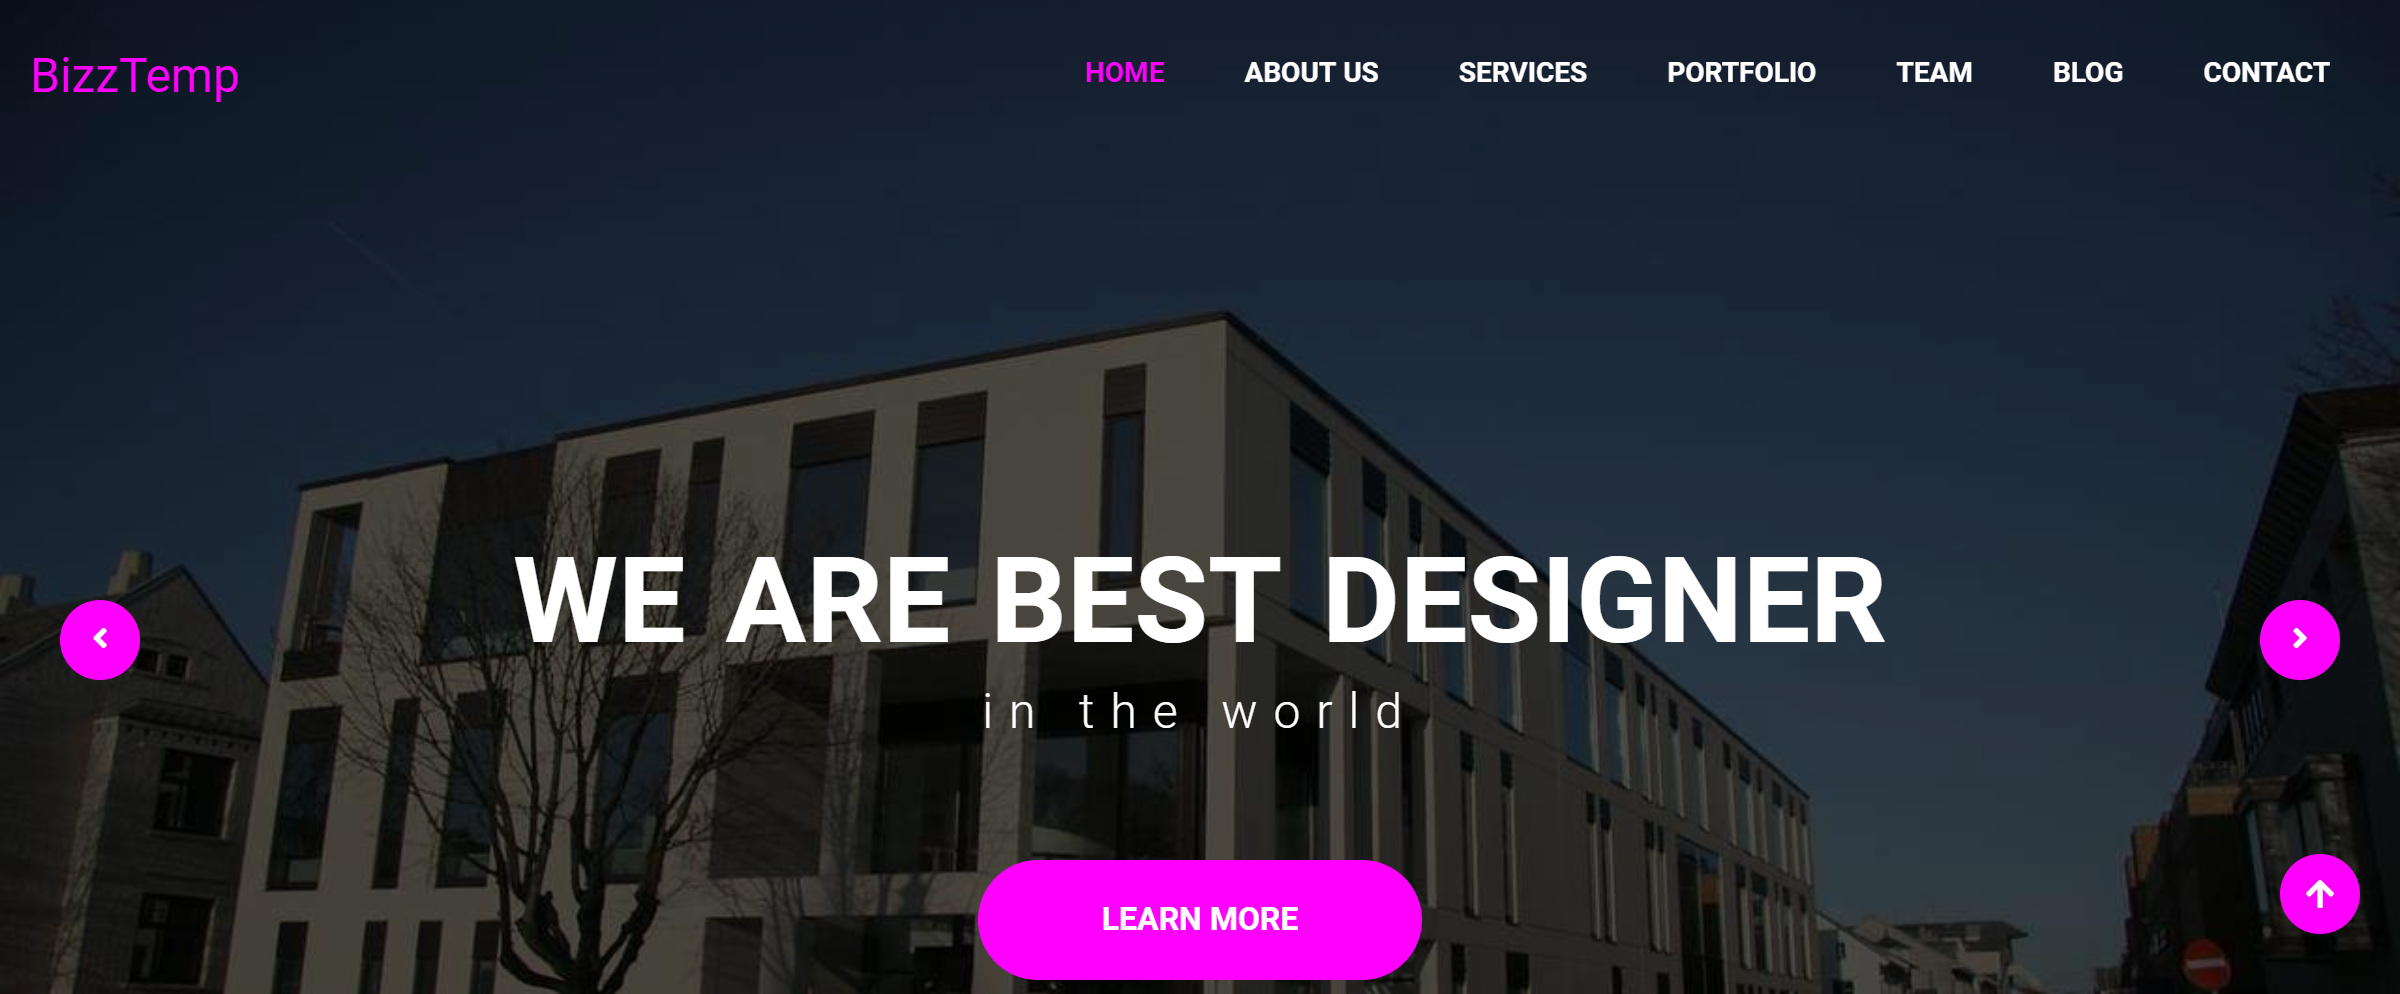 BizzTemp
HOME ABOUT US SERVICES PORTFOLIO TEAM BLOG CONTACT
WE ARE BEST DESIGNER
in the world
LEARN MORE